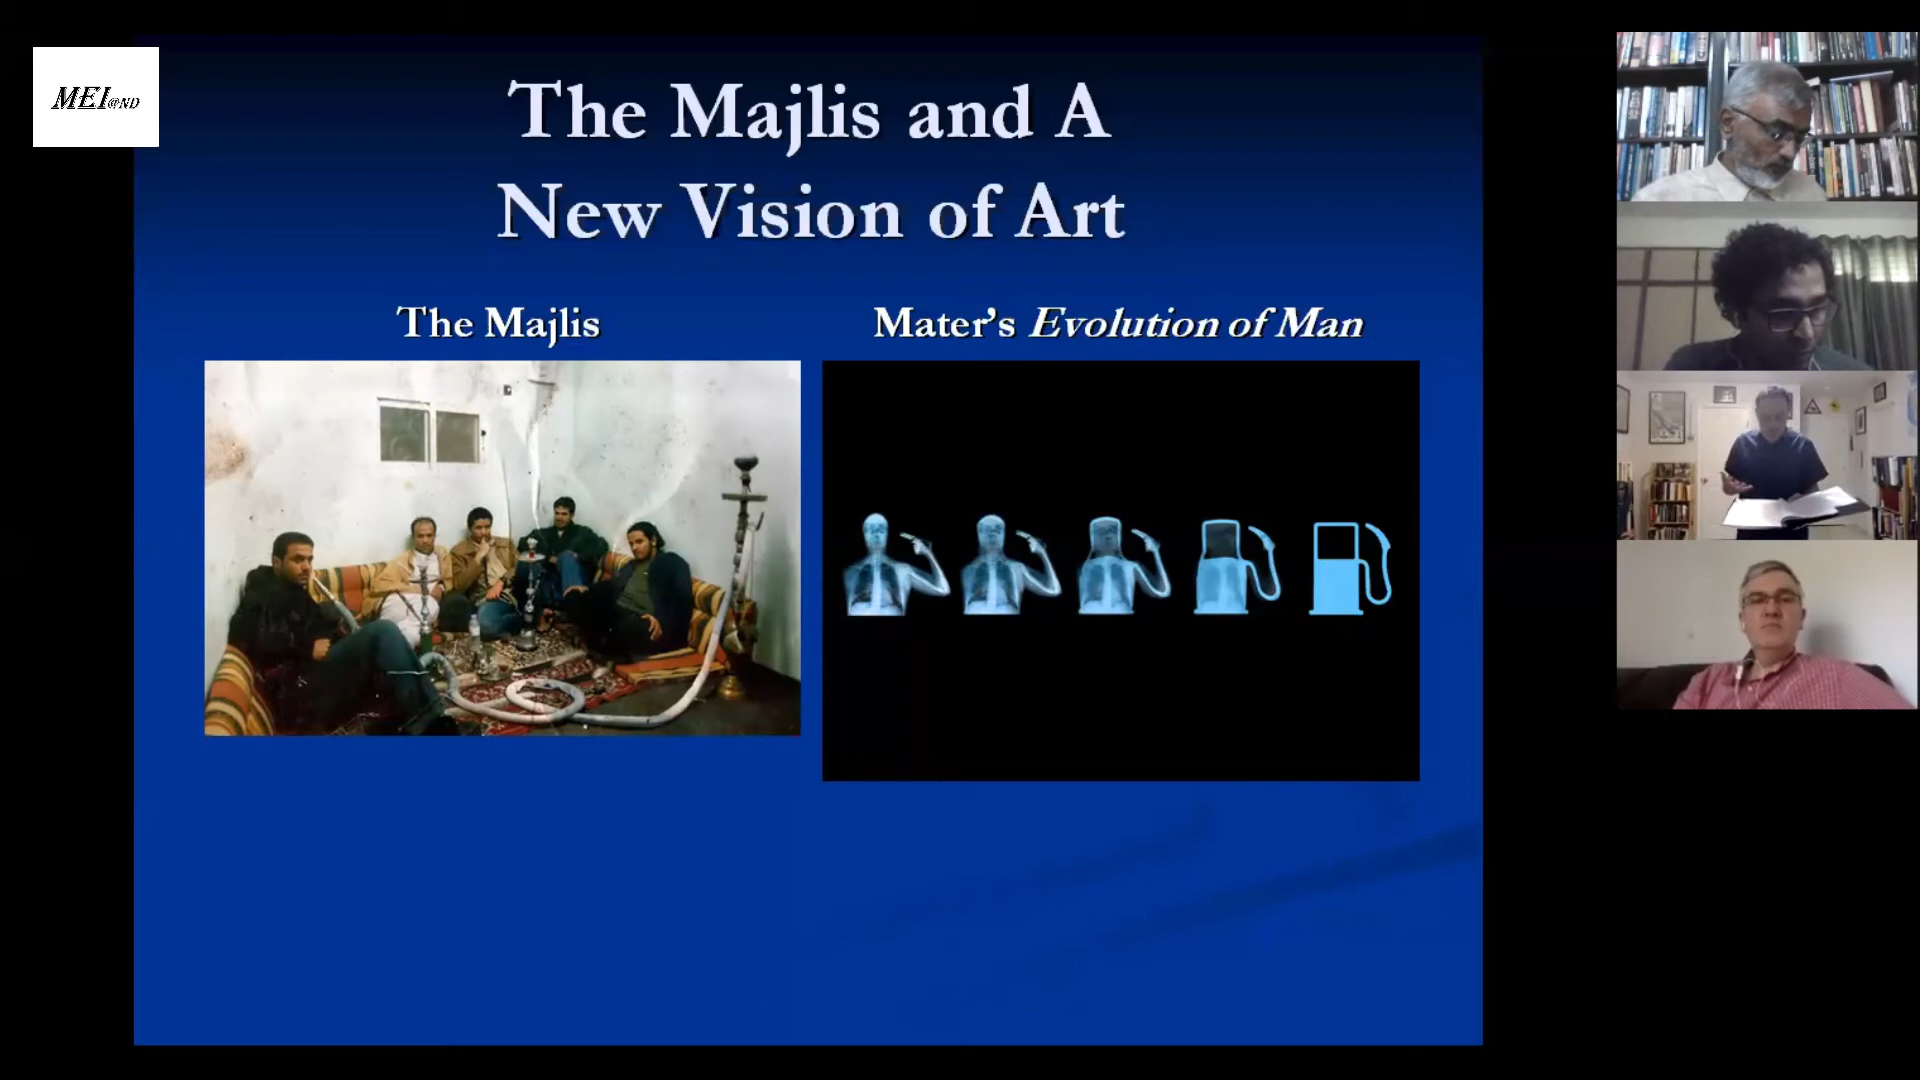 MEI@ND
The Majlis and A
New Vision of Art
The Majlis
Mater's Evolution of Man